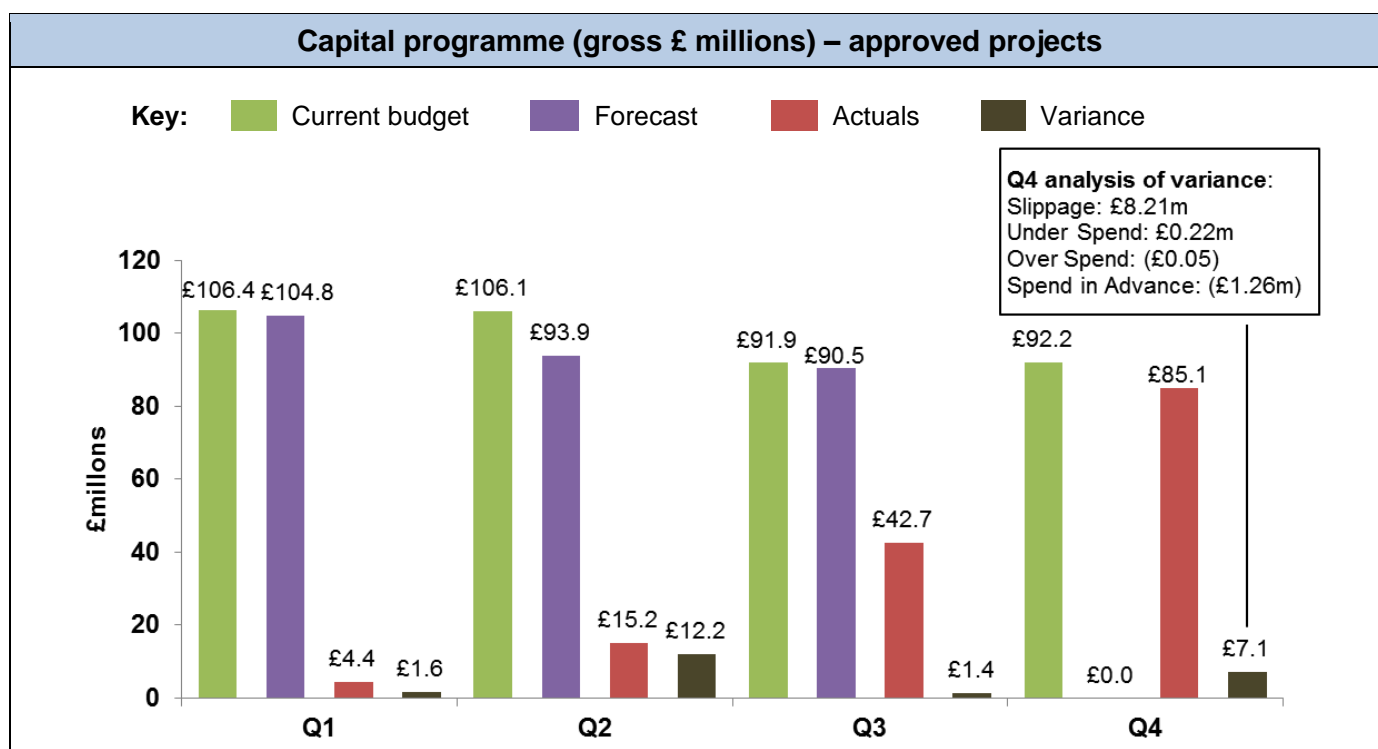 Capital programme (gross £ millions) – approved projects
Key: Current budget Forecast Actuals Variance
Q4 analysis of variance:
Slippage: £8.21m
Under Spend: £0.22m
Over Spend: (£0.05)
Spend in Advance: (£1.26m)
£millons
120
100
80
60
40
20
0
£106.4 £104.8 £4.4 £1.6
£106.1 £93.9 £15.2 £12.2
£91.9 £90.5 £42.7 £1.4
£92.2 £0.0 £85.1 £7.1
Q1 Q2 Q3 Q4